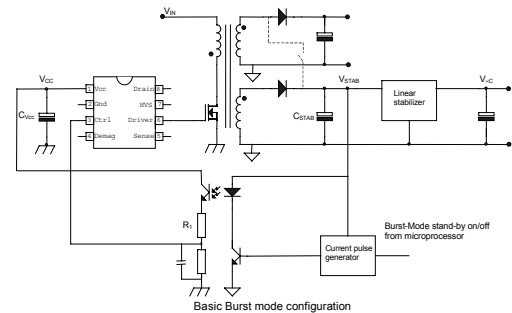 VIN
VCC
VSTAB
VµC
1 Vcc Drain 8
2 Gnd HVS 7
3 Ctrl Driver 6
4 Demag Sense 5
CVcc
CSTAB
Linear
stabilizer
R1
Burst-Mode stand-by on/off
from microprocessor
Current pulse
generator
Basic Burst mode configuration